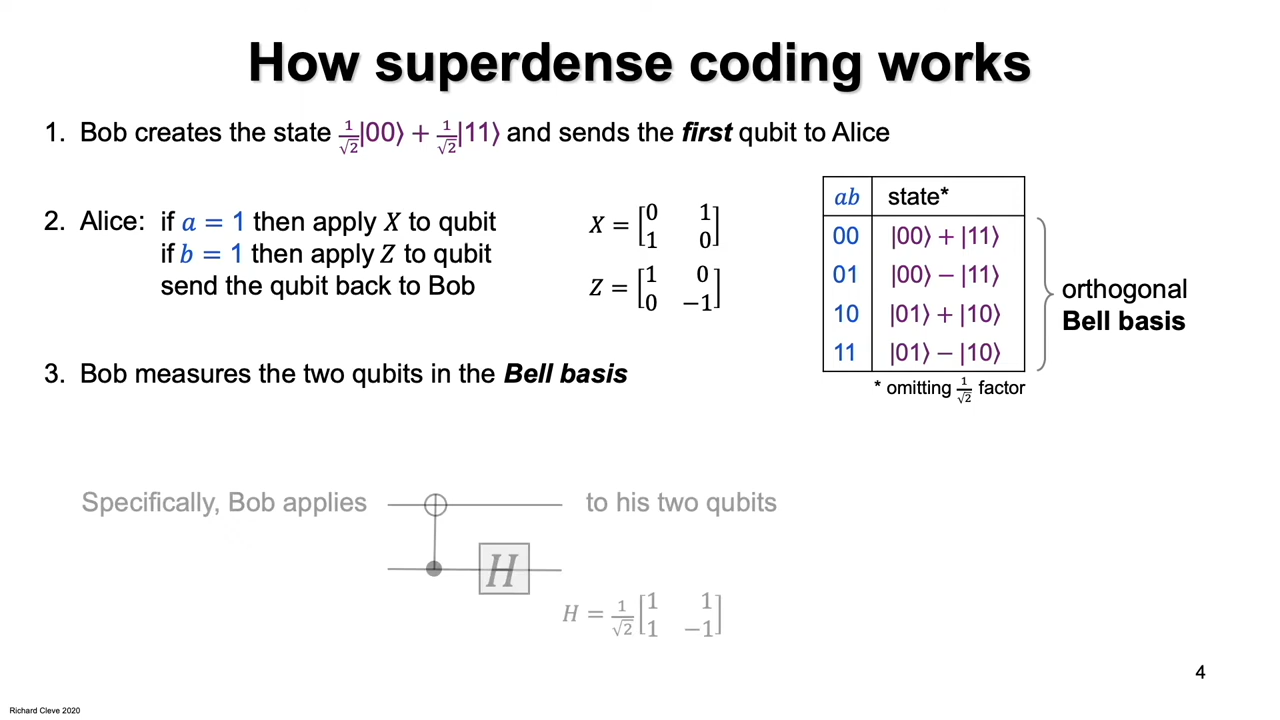 How superdense coding works
1. Bob creates the state 1/√2|00⟩ + 1/√2|11⟩ and sends the first qubit to Alice
2. Alice: if a = 1 then apply X to qubit
if b = 1 then apply Z to qubit
send the qubit back to Bob
X = [0 1
1 0]
Z = [1 0
0 −1]
ab state*
00 |00⟩ + |11⟩
01 |00⟩ − |11⟩
10 |01⟩ + |10⟩
11 |01⟩ − |10⟩
* omitting 1/√2 factor
orthogonal
Bell basis
3. Bob measures the two qubits in the Bell basis
Specifically, Bob applies
to his two qubits
H
H = 1/√2 [1 1
1 −1]
4
Richard Cleve 2020